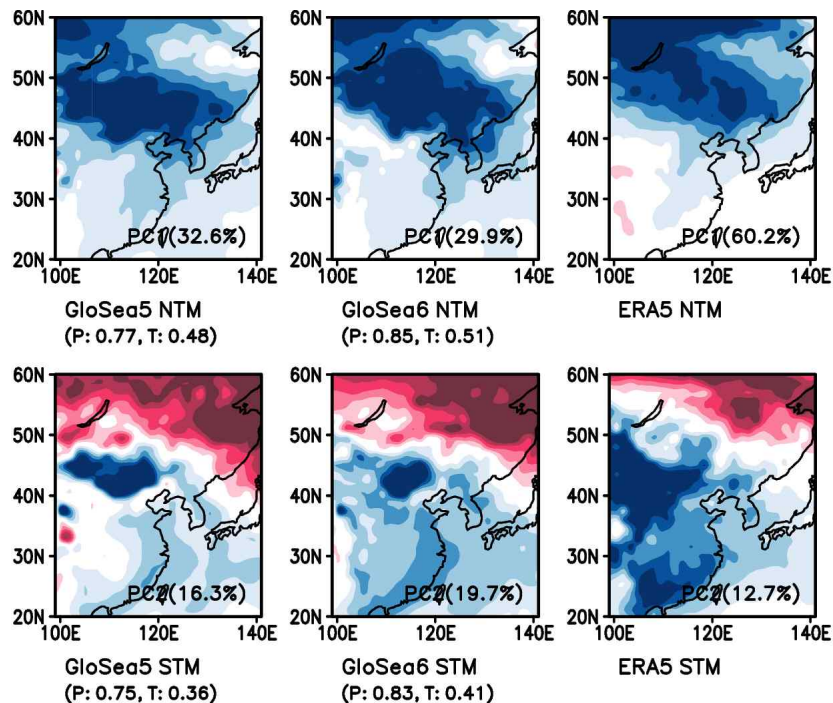 60N 60N 60N
50N 50N 50N
40N 40N 40N
30N 30N 30N
PC1(32.6%) PC1(29.9%) PC1(60.2%)
20N 20N 20N
100E 120E 140E 100E 120E 140E 100E 120E 140E
GloSea5 NTM GloSea6 NTM ERA5 NTM
(P: 0.77, T: 0.48) (P: 0.85, T: 0.51)
60N 60N 60N
50N 50N 50N
40N 40N 40N
30N 30N 30N
PC2(16.3%) PC2(19.7%) PC2(12.7%)
20N 20N 20N
100E 120E 140E 100E 120E 140E 100E 120E 140E
GloSea5 STM GloSea6 STM ERA5 STM
(P: 0.75, T: 0.36) (P: 0.83, T: 0.41)